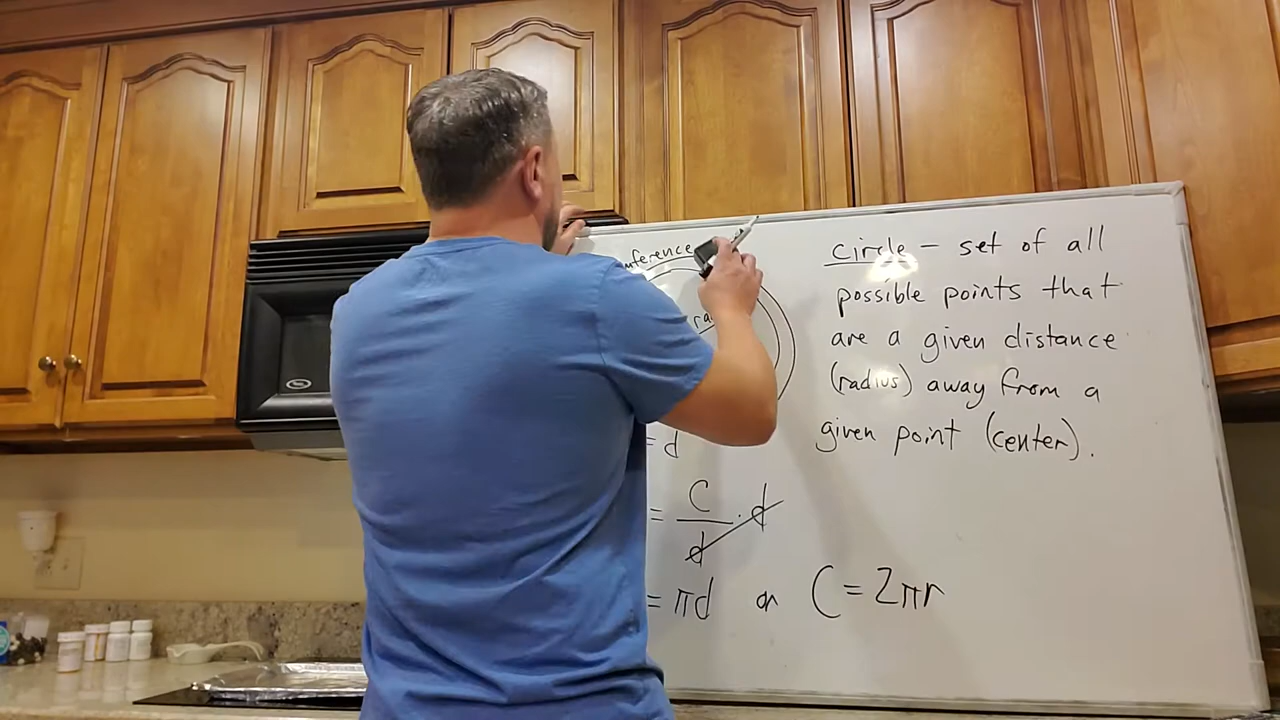 circle - set of all
possible points that
are a given distance
(radius) away from a
given point (center).
= d
= C/d · d
= πd or C = 2πr